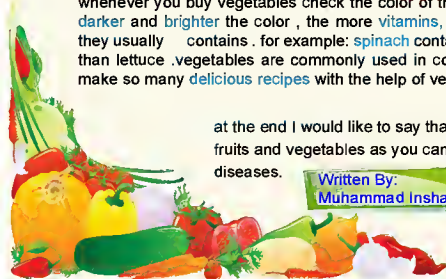 whenever you buy vegetables check the color of th
darker and brighter the color , the more vitamins,
they usually contains . for example: spinach cont
than lettuce .vegetables are commonly used in co
make so many delicious recipes with the help of ve
at the end I would like to say tha
fruits and vegetables as you can
diseases.
Written By:
Muhammad Insha